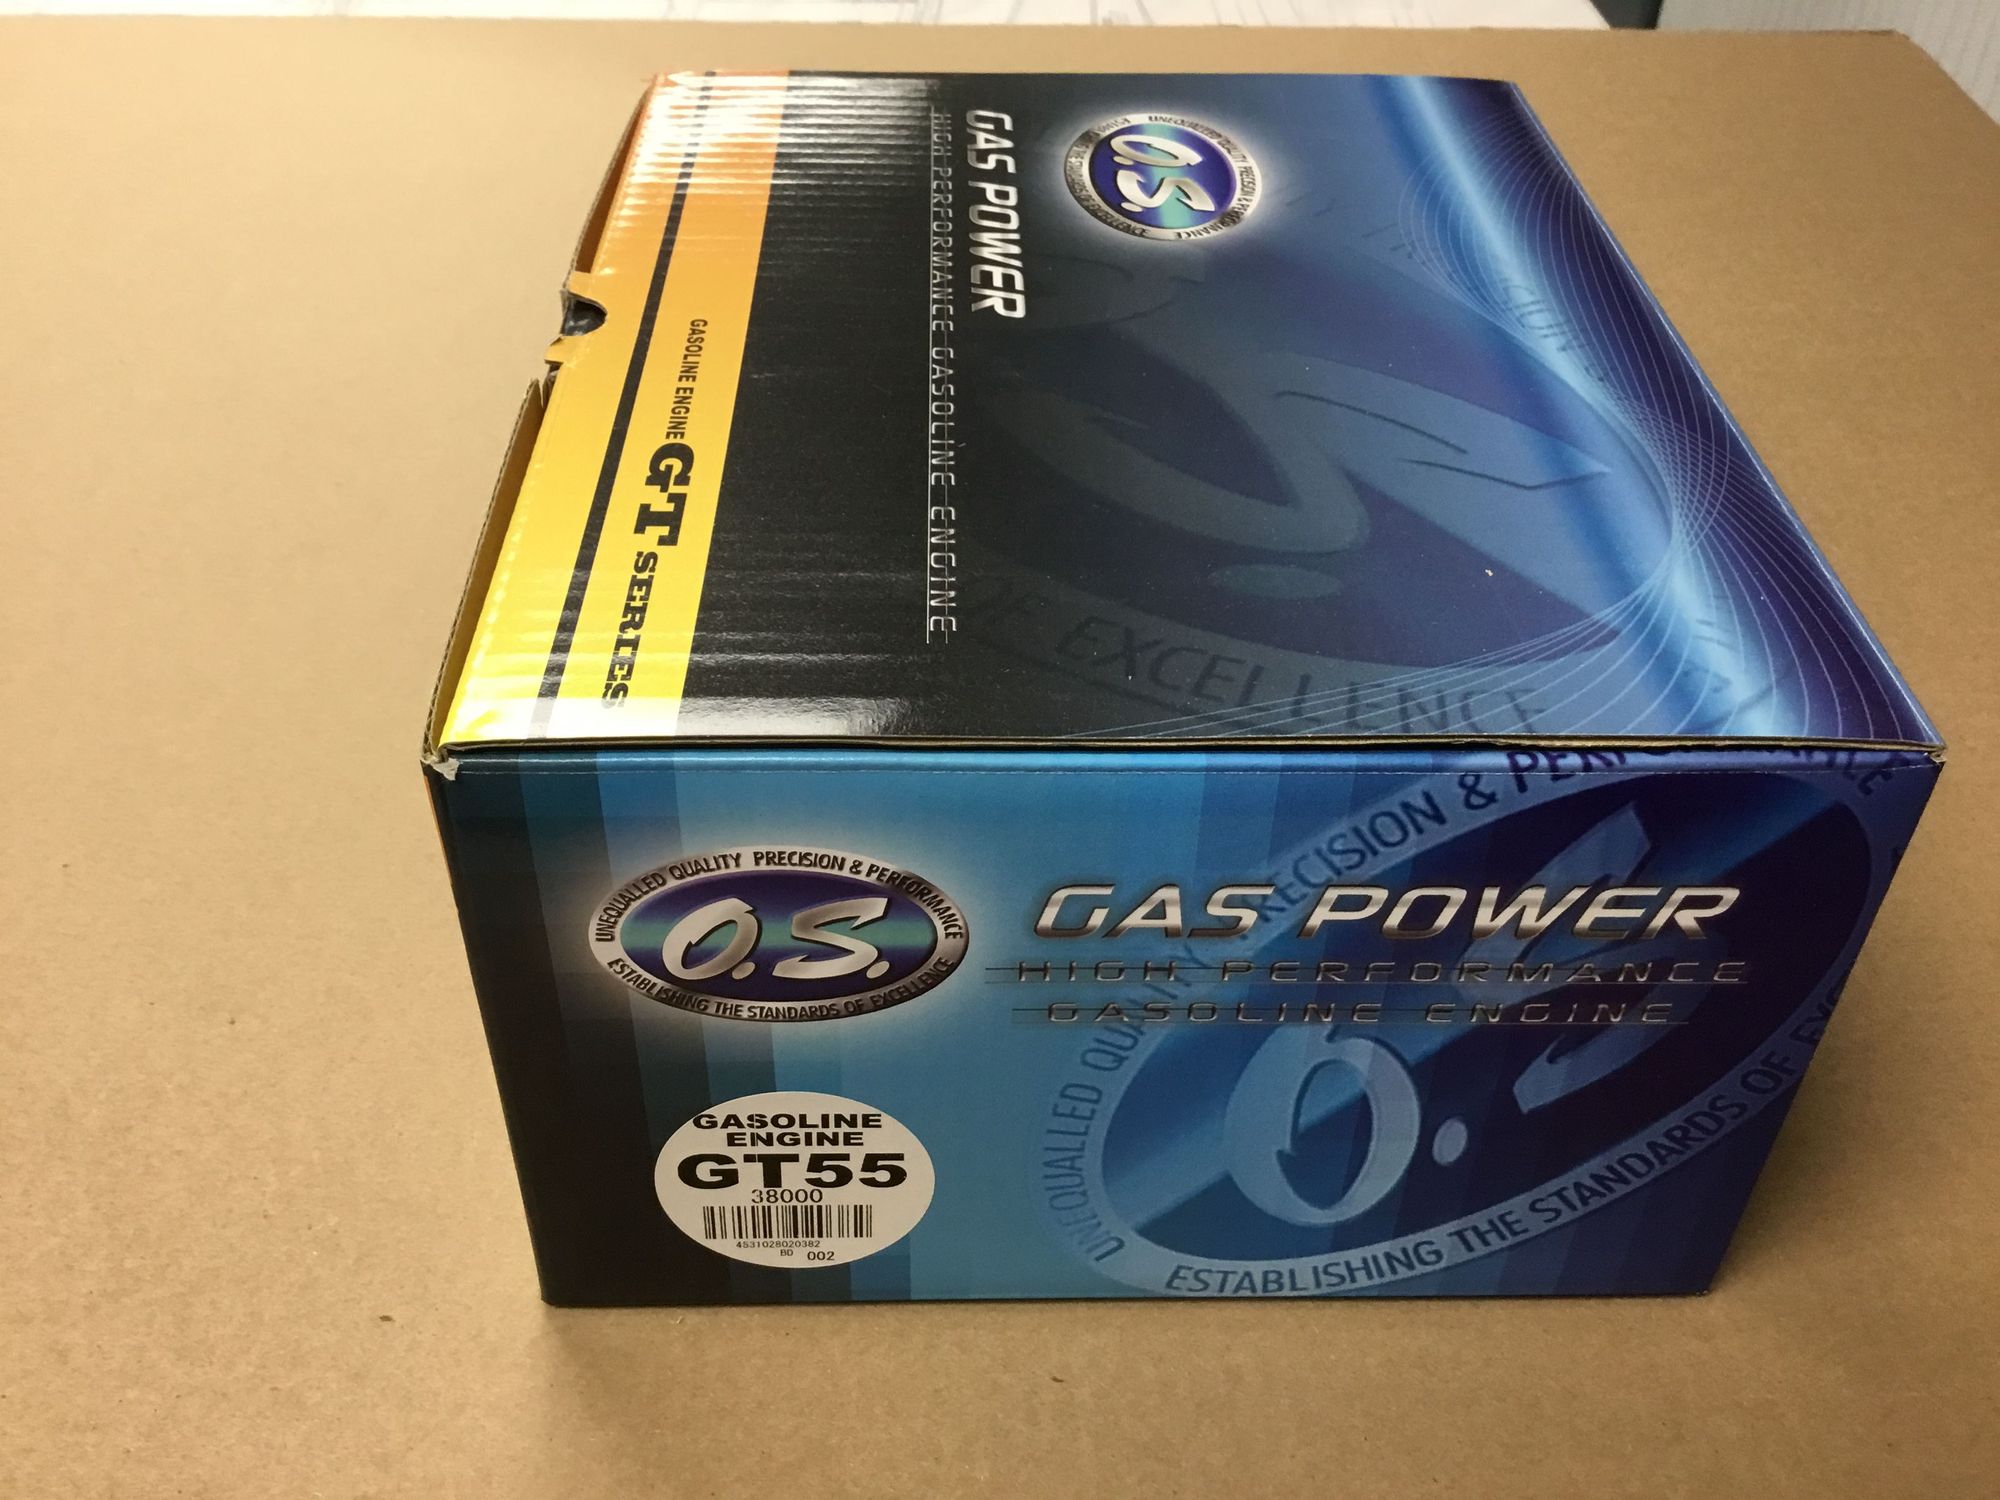 GAS POWER
HIGH PERFORMANCE GASOLINE ENGINE
UNEQUALLED QUALITY PRECISION & PERFORMANCE
O.S.
ESTABLISHING THE STANDARDS OF EXCELLENCE
GASOLINE ENGINE GT SERIES
OF EXCELLENCE
UNEQUALLED QUALITY PRECISION & PERFORMANCE
O.S.
ESTABLISHING THE STANDARDS OF EXCELLENCE
GAS POWER
HIGH PERFORMANCE
GASOLINE ENGINE
GASOLINE
ENGINE
GT55
38000
4531028020382
BD 002
UNEQUALLED QUALITY PRECISION & PERFORMANCE
O.S.
ESTABLISHING THE STANDARDS OF